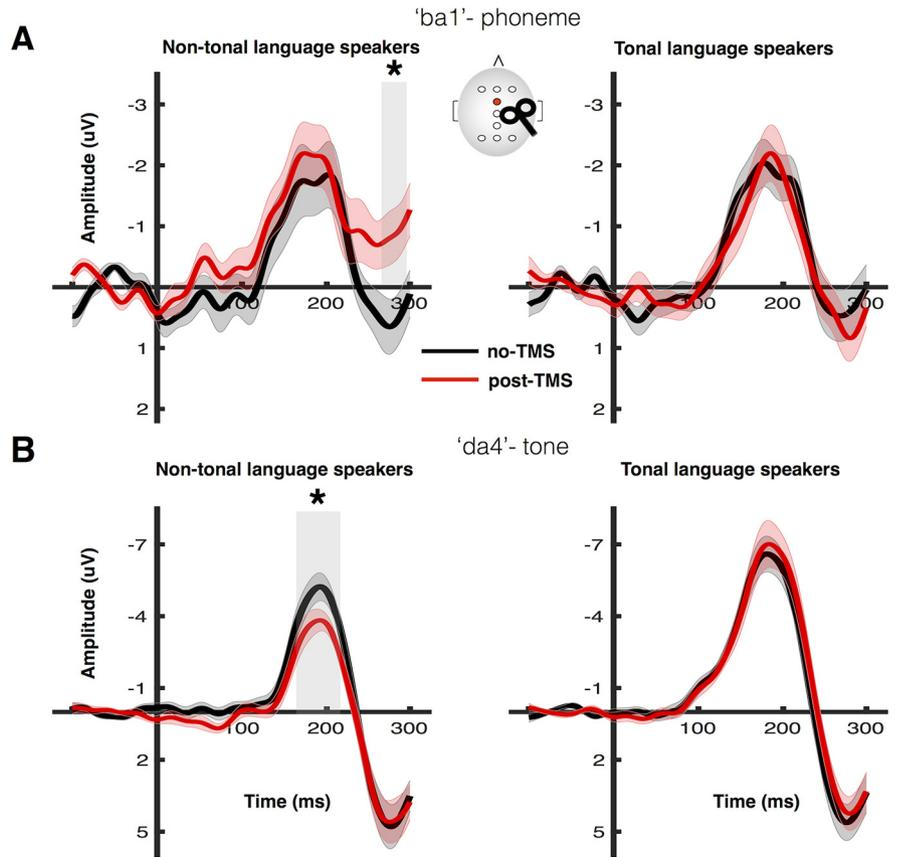 ‘ba1’- phoneme
A
Non-tonal language speakers
Tonal language speakers
*
Amplitude (uV)
-3
-2
-1
1
2
100
200
300
-3
-2
-1
1
2
100
200
300
no-TMS
post-TMS
B
‘da4’- tone
Non-tonal language speakers
Tonal language speakers
*
Amplitude (uV)
-7
-4
-1
2
5
100
200
300
-7
-4
-1
2
5
100
200
300
Time (ms)
Time (ms)